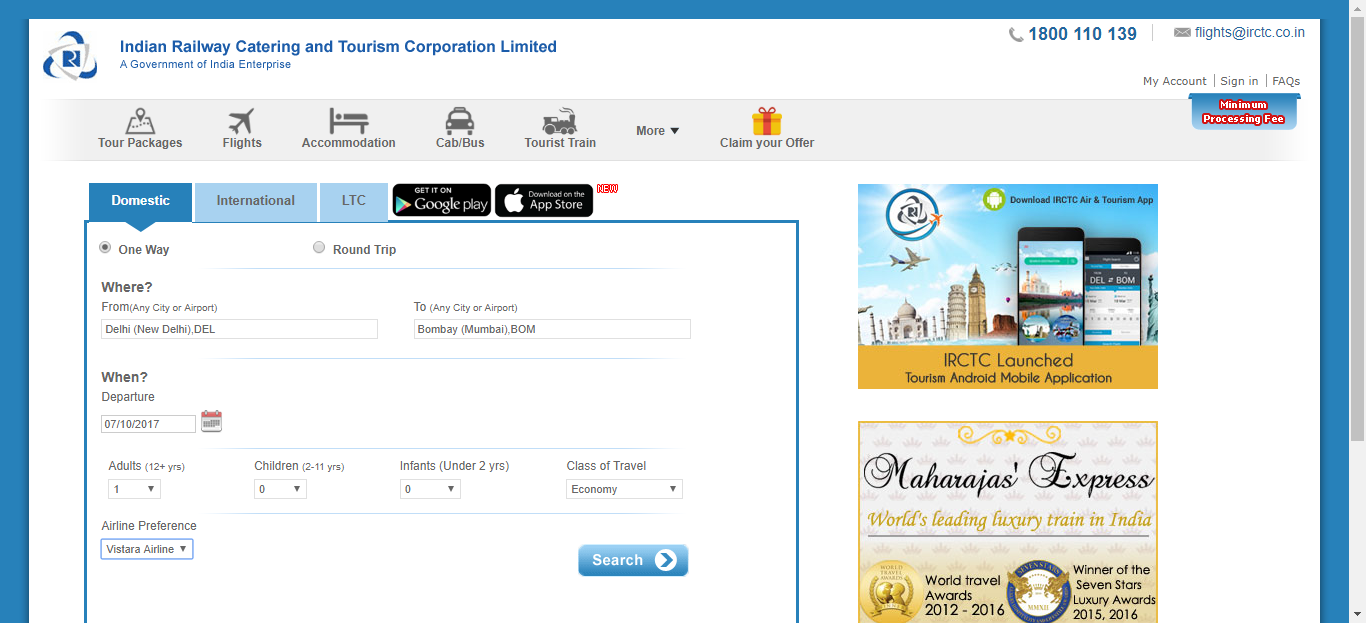 Indian Railway Catering and Tourism Corporation Limited
A Government of India Enterprise
1800 110 139
flights@irctc.co.in
My Account
Sign in
FAQs
Minimum
Processing Fee
Tour Packages
Flights
Accommodation
Cab/Bus
Tourist Train
More
Claim your Offer
Domestic
International
LTC
GET IT ON
Google play
Download on the
App Store
NEW
One Way
Round Trip
Where?
From(Any City or Airport)
To (Any City or Airport)
Delhi (New Delhi),DEL
Bombay (Mumbai),BOM
When?
Departure
07/10/2017
Adults (12+ yrs)
Children (2-11 yrs)
Infants (Under 2 yrs)
Class of Travel
1
0
0
Economy
Airline Preference
Vistara Airline
Search
Download IRCTC Air & Tourism App
DEL
BOM
IRCTC Launched
Tourism Android Mobile Application
Maharajas' Express
World's leading luxury train in India
WORLD
TRAVEL
AWARDS
World travel
Awards
2012 - 2016
SEVEN STARS
MMXII
Winner of the
Seven Stars
Luxury Awards
2015, 2016